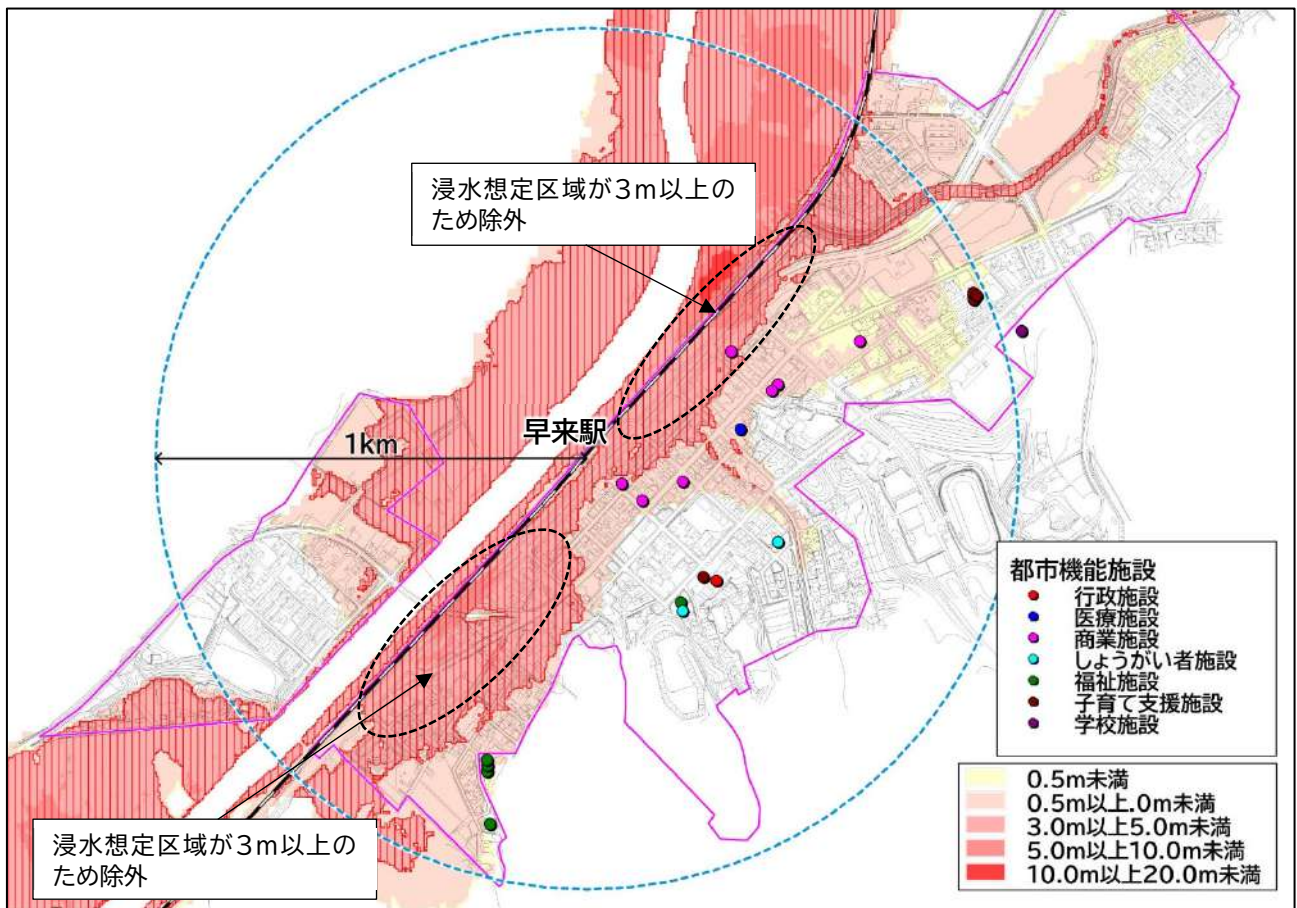 浸水想定区域が3m以上の
ため除外
早来駅
1km
浸水想定区域が3m以上の
ため除外
都市機能施設
行政施設
医療施設
商業施設
しょうがい者施設
福祉施設
子育て支援施設
学校施設
0.5m未満
0.5m以上.0m未満
3.0m以上5.0m未満
5.0m以上10.0m未満
10.0m以上20.0m未満